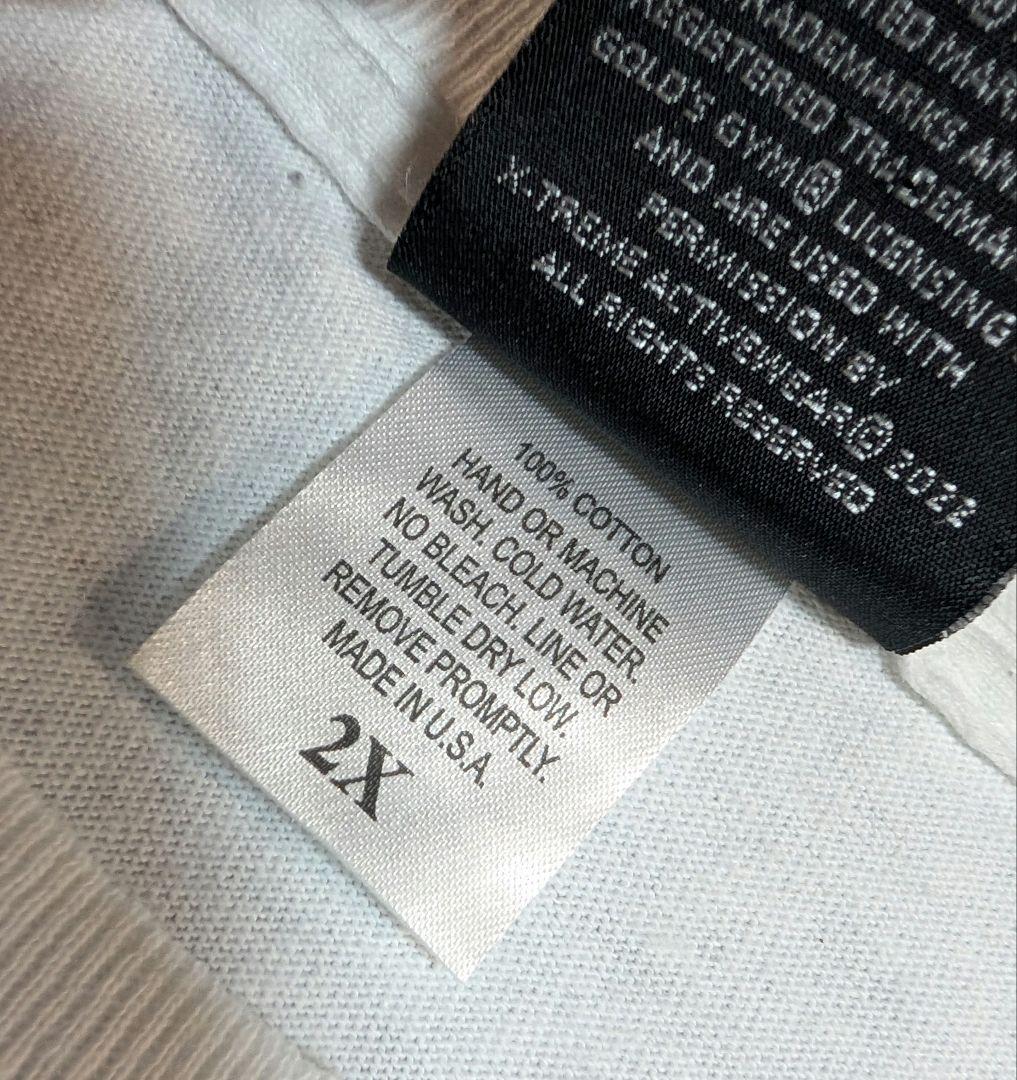 TED MAR
TRADEMARKS AN
REGISTERED TRADEMA
GOLD'S GYM® LICENSING
AND ARE USED WITH
PERMISSION BY
X-TREME ACTIVEWEAR© 2022
ALL RIGHTS RESERVED
100% COTTON
HAND OR MACHINE
WASH. COLD WATER.
NO BLEACH. LINE OR
TUMBLE DRY LOW.
REMOVE PROMPTLY.
MADE IN U.S.A.
2X